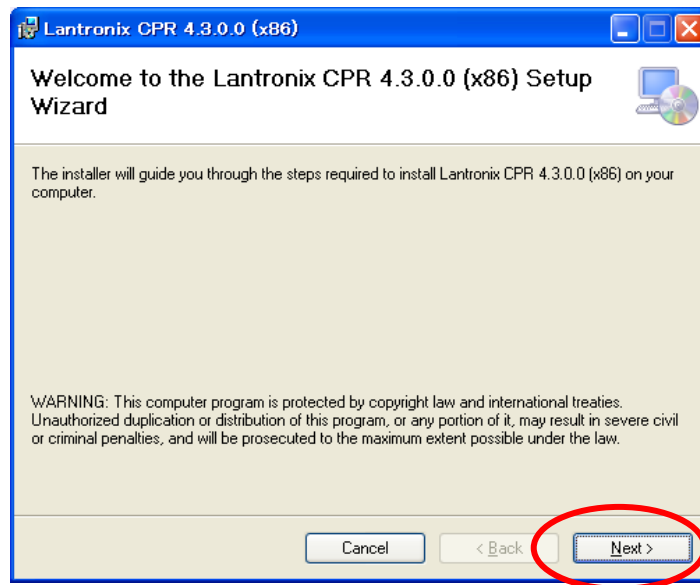 Lantronix CPR 4.3.0.0 (x86)
Welcome to the Lantronix CPR 4.3.0.0 (x86) Setup
Wizard
The installer will guide you through the steps required to install Lantronix CPR 4.3.0.0 (x86) on your
computer.
WARNING: This computer program is protected by copyright law and international treaties.
Unauthorized duplication or distribution of this program, or any portion of it, may result in severe civil
or criminal penalties, and will be prosecuted to the maximum extent possible under the law.
Cancel < Back Next >